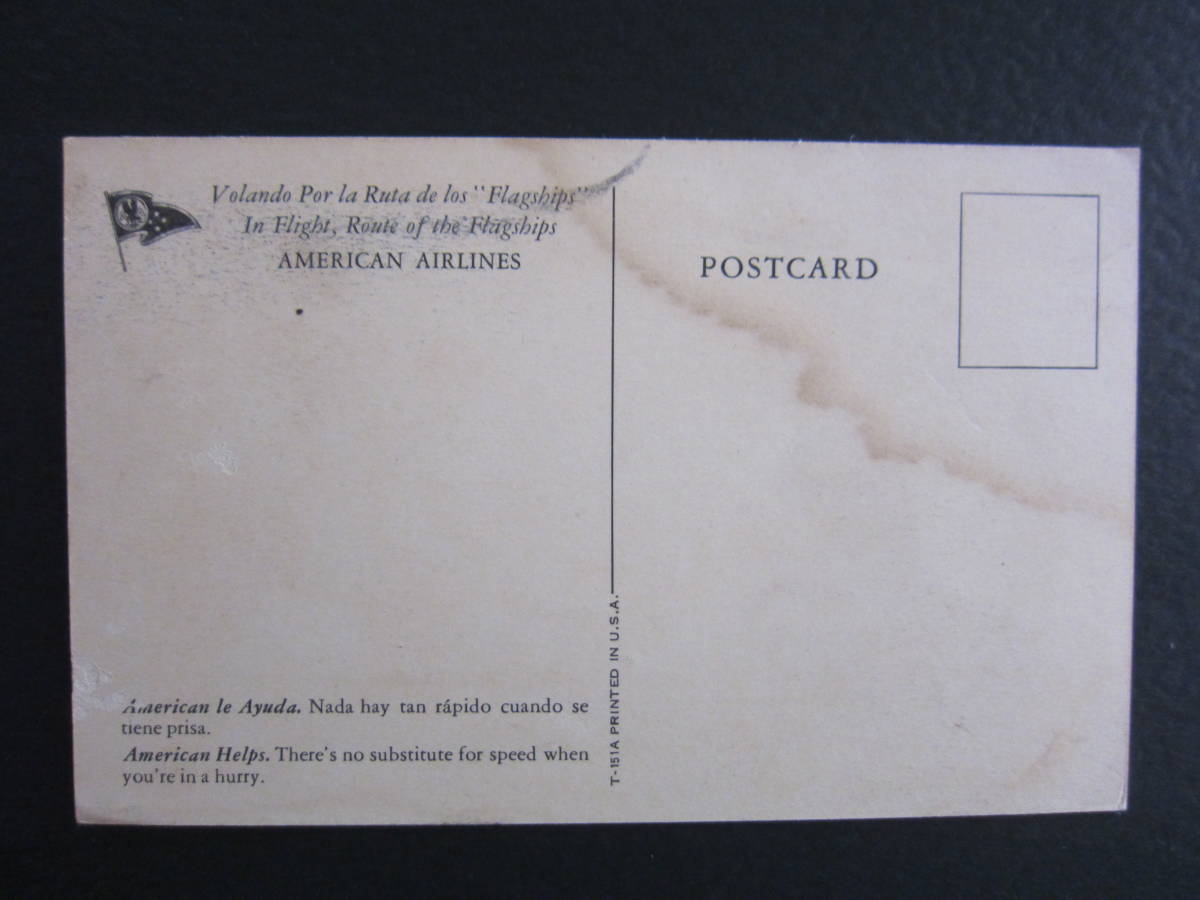 Volando Por la Ruta de los "Flagships"
In Flight, Route of the Flagships
AMERICAN AIRLINES
POSTCARD
American le Ayuda. Nada hay tan rápido cuando se
tiene prisa.
American Helps. There's no substitute for speed when
you're in a hurry.
T-151A PRINTED IN U.S.A.